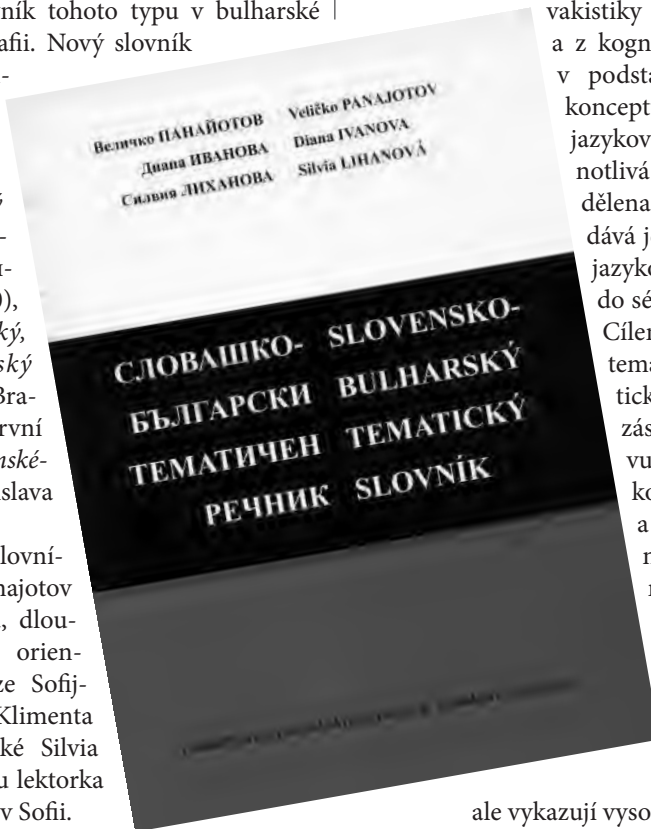 ník tohoto typu v bulharské
afii. Nový slovník
0),
ký,
ský
Bra-
rvní
nské-
islava
lovní-
najotov
, dlou-
orien-
ze Sofij-
Klimenta
ké Silvia
u lektorka
v Sofii.
Величко ПАНАЙОТОВ Veličko PANAJOTOV
Диана ИВАНОВА Diana IVANOVA
Силвия ЛИХАНОВА Silvia LIHANOVÁ
СЛОВАШКО- SLOVENSKO-
БЪЛГАРСКИ BULHARSKÝ
ТЕМАТИЧЕН TEMATICKÝ
РЕЧНИК SLOVNÍK
vakistiky
a z kogn
v podsta
koncept
jazykov
notlivá
dělena
dává j
jazyko
do sé
Cílen
tema
tick
zás
vu
ko
a
ale vykazují vyso